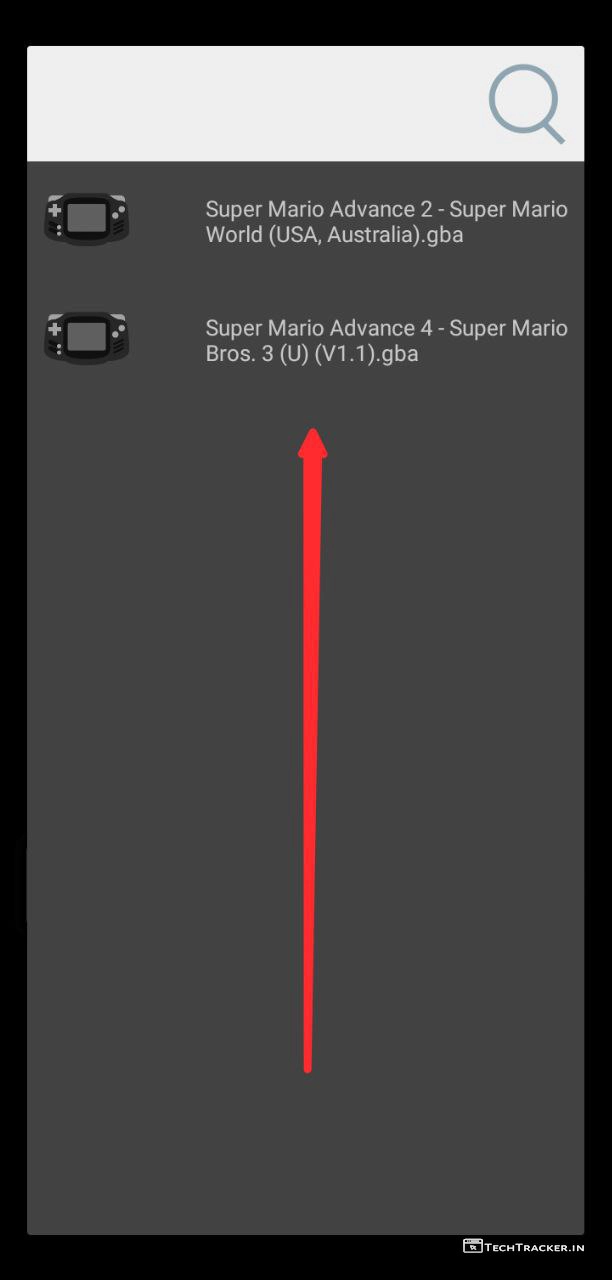 Super Mario Advance 2 - Super Mario
World (USA, Australia).gba
Super Mario Advance 4 - Super Mario
Bros. 3 (U) (V1.1).gba
TECHTRACKER.IN